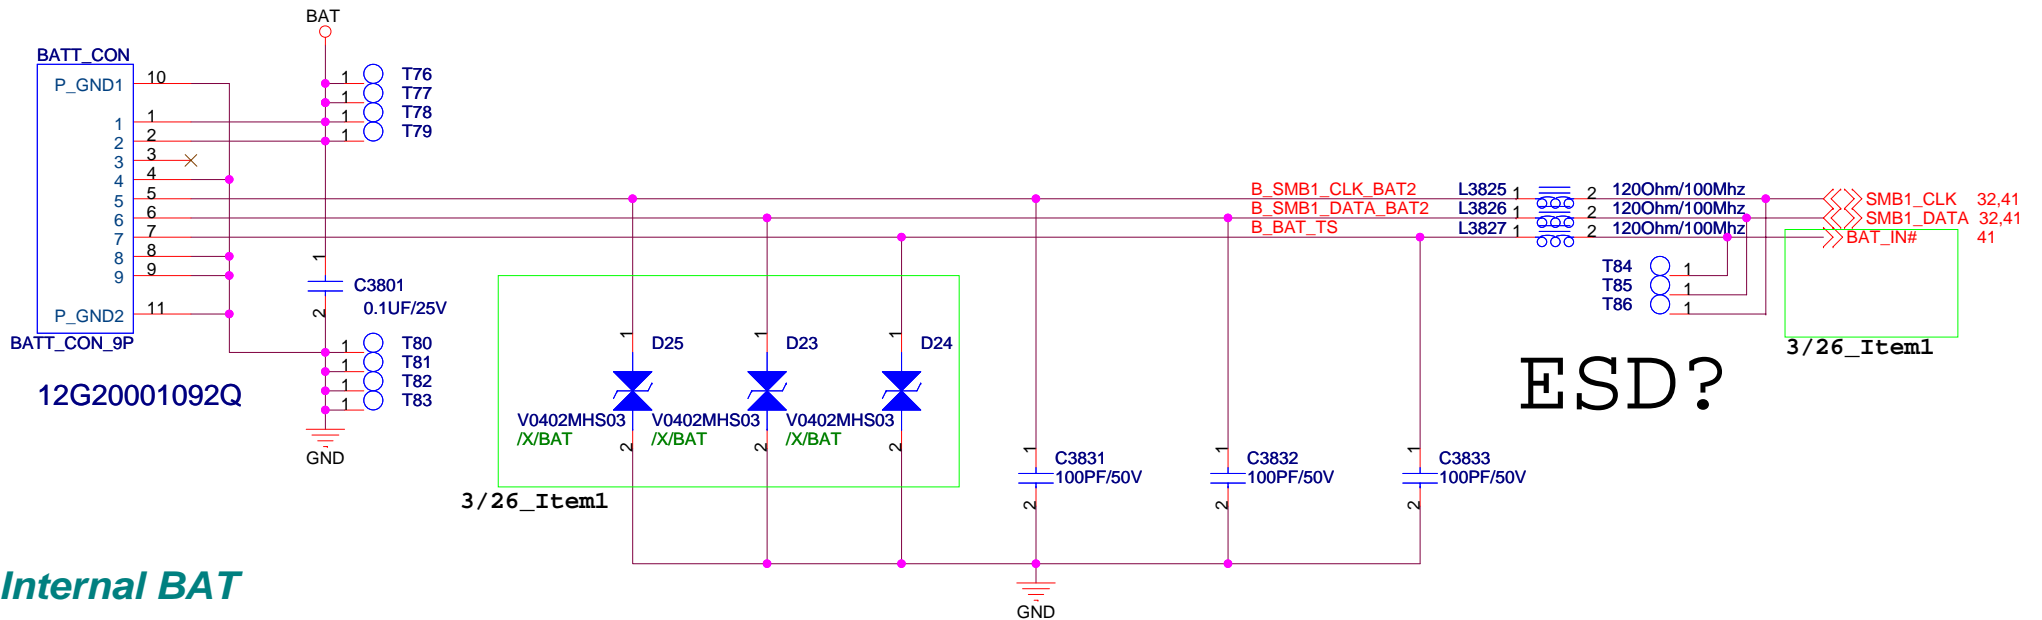 BAT
BATT_CON
P_GND1 10
1 1
2 2
3 3
4 4
5 5
6 6
7 7
8 8
9 9
P_GND2 11
BATT_CON_9P
12G20001092Q
1 T76
1 T77
1 T78
1 T79
1
C3801
0.1UF/25V
2
1 T80
1 T81
1 T82
1 T83
GND
1 D25
1 D23
1 D24
V0402MHS03 V0402MHS03 V0402MHS03
/X/BAT /X/BAT /X/BAT
2 2 2
3/26_Item1
B_SMB1_CLK_BAT2 L3825 1 2 120Ohm/100Mhz SMB1_CLK 32,41
B_SMB1_DATA_BAT2 L3826 1 2 120Ohm/100Mhz SMB1_DATA 32,41
B_BAT_TS L3827 1 2 120Ohm/100Mhz BAT_IN# 41
T84 1
T85 1
T86 1
3/26_Item1
ESD?
1 C3831 1 C3832 1 C3833
100PF/50V 100PF/50V 100PF/50V
2 2 2
GND
Internal BAT